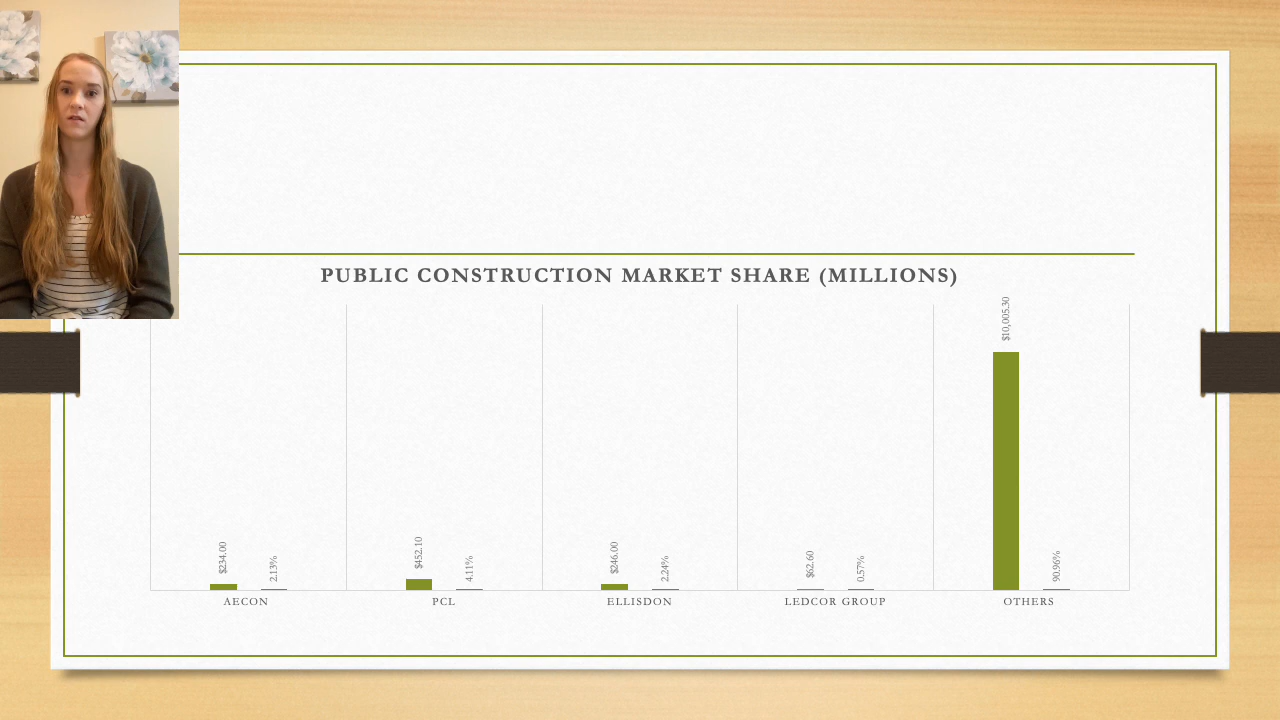 PUBLIC CONSTRUCTION MARKET SHARE (MILLIONS)
$234.00 2.13% $452.10 4.11% $246.00 2.24% $62.60 0.57% $10,005.30 90.96%
AECON PCL ELLISDON LEDCOR GROUP OTHERS